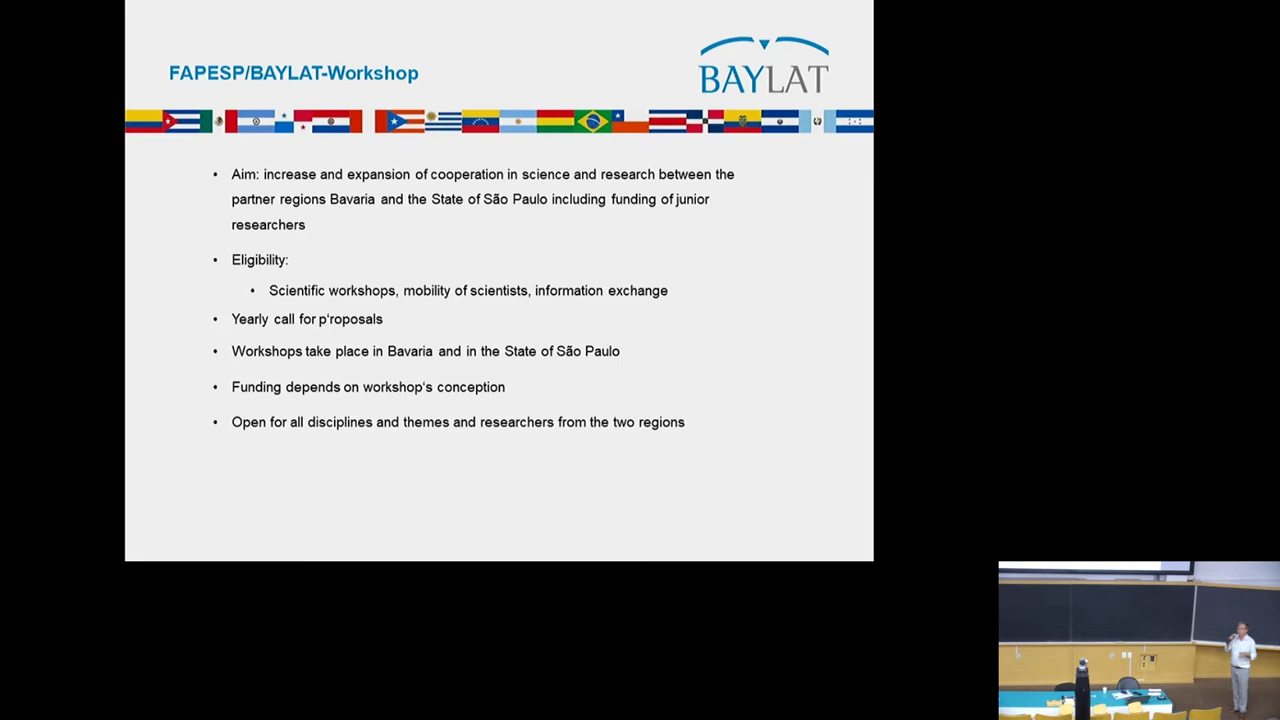 FAPESP/BAYLAT-Workshop
BAYLAT
• Aim: increase and expansion of cooperation in science and research between the
partner regions Bavaria and the State of São Paulo including funding of junior
researchers
• Eligibility:
• Scientific workshops, mobility of scientists, information exchange
• Yearly call for p‘roposals
• Workshops take place in Bavaria and in the State of São Paulo
• Funding depends on workshop‘s conception
• Open for all disciplines and themes and researchers from the two regions